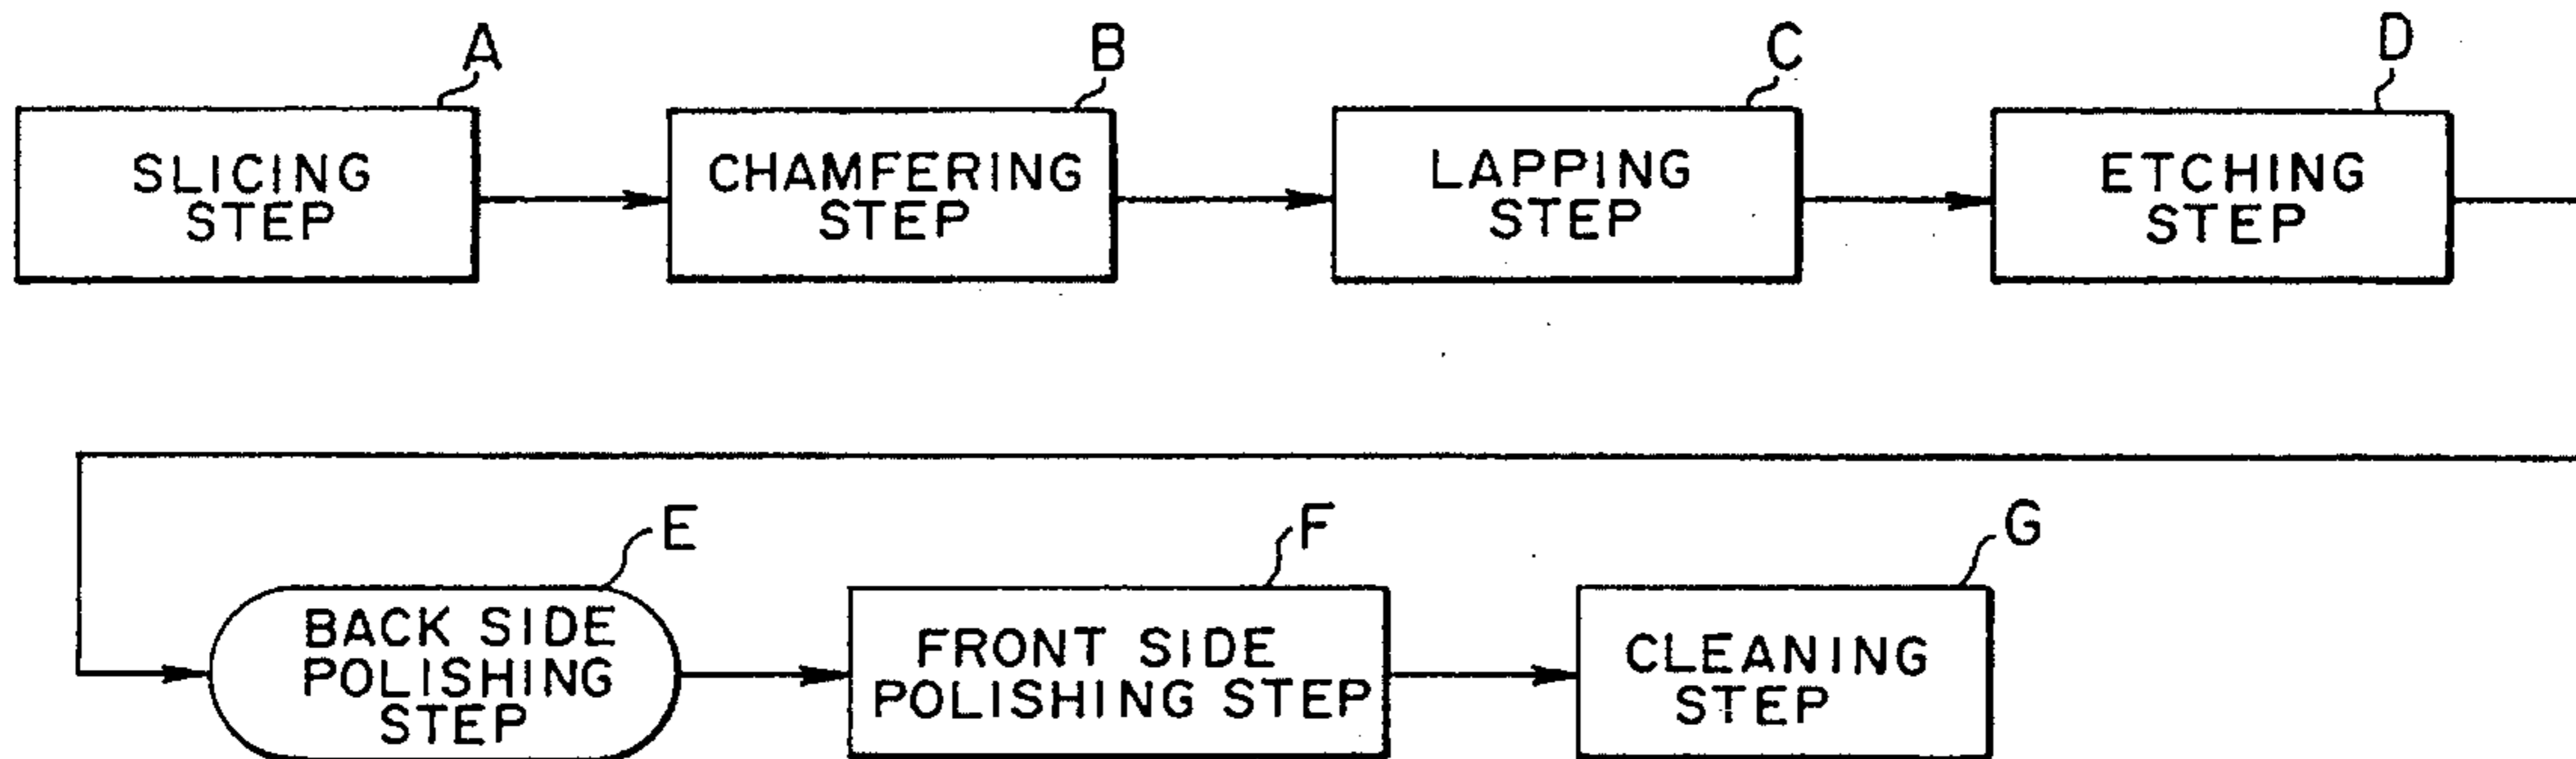 A
B
C
D
SLICING
STEP
CHAMFERING
STEP
LAPPING
STEP
ETCHING
STEP
E
F
G
BACK SIDE
POLISHING
STEP
FRONT SIDE
POLISHING STEP
CLEANING
STEP